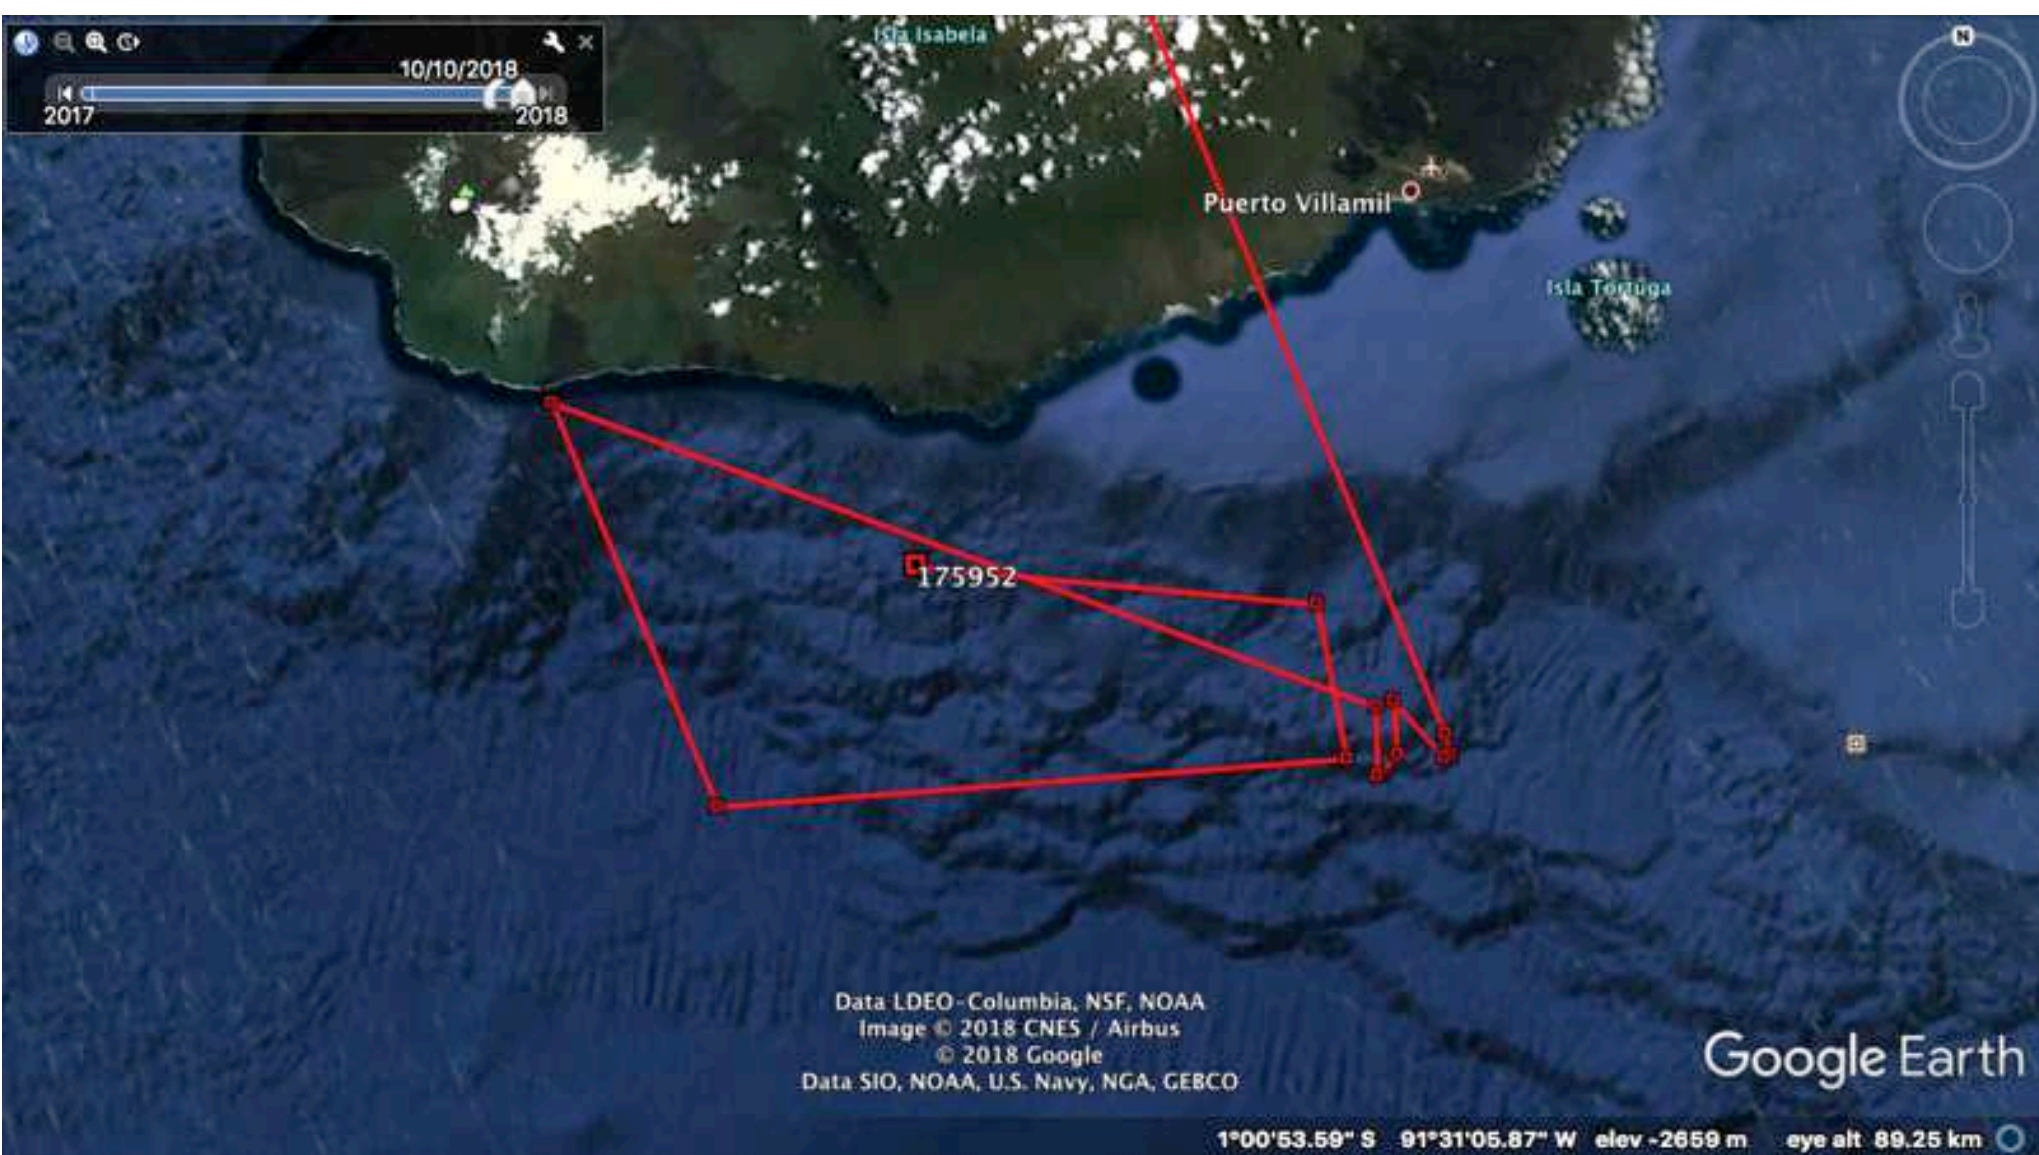 Isla Isabela
10/10/2018
2017
2018
Puerto Villamil
Isla Tortuga
175952
N
Data LDEO-Columbia, NSF, NOAA
Image © 2018 CNES / Airbus
© 2018 Google
Data SIO, NOAA, U.S. Navy, NGA, GEBCO
Google Earth
1°00'53.59" S 91°31'05.87" W elev -2659 m eye alt 89.25 km